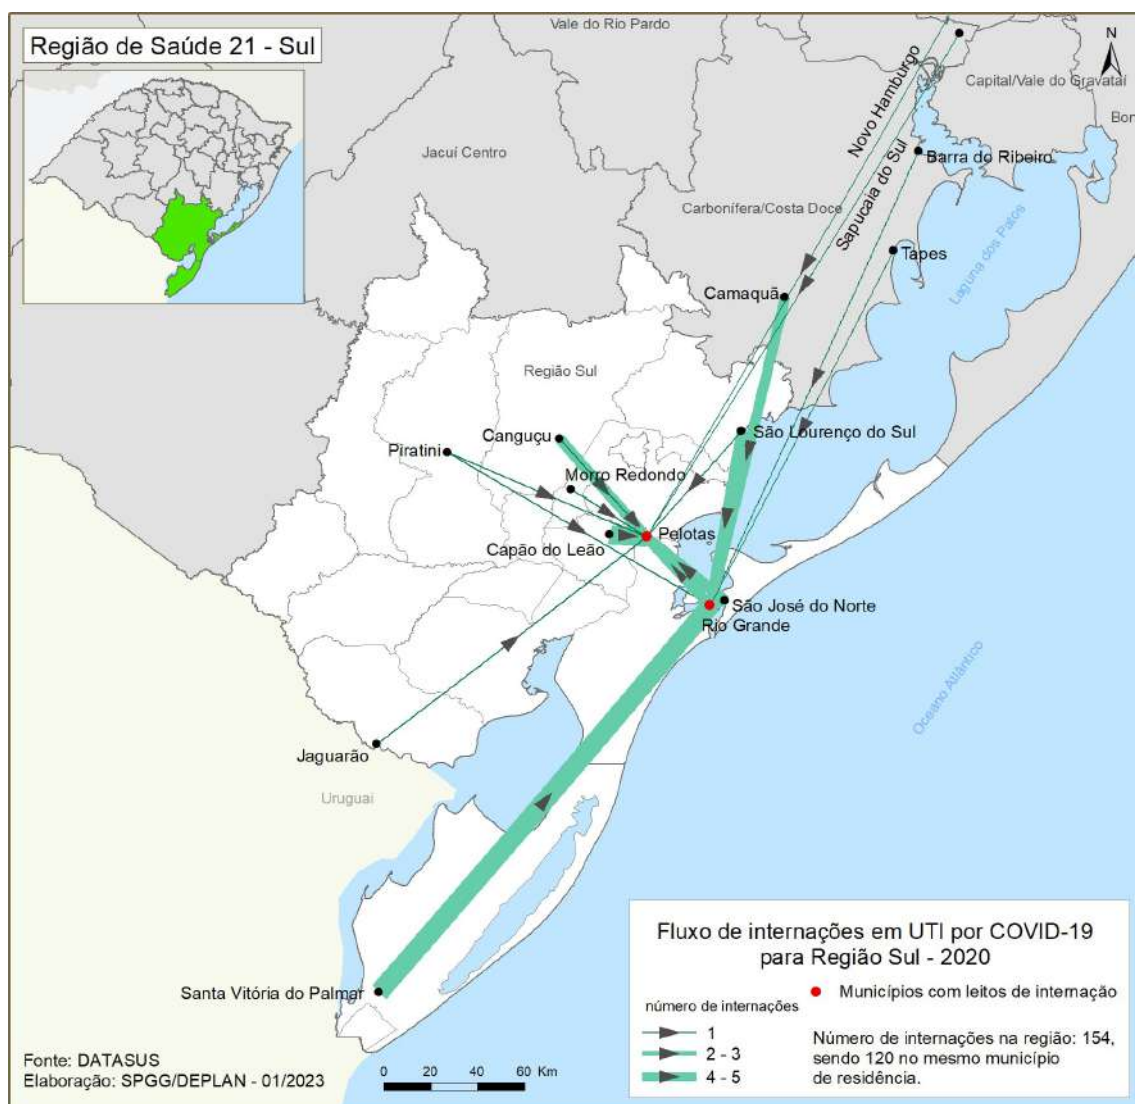 Região de Saúde 21 - Sul
Vale do Rio Pardo
N
Capital/Vale do Gravataí
Bon
Novo Hamburgo
Jacuí Centro
Sapucaia do Sul
Barra do Ribeiro
Carbonífera/Costa Doce
Laguna dos Patos
Tapes
Camaquã
Região Sul
Canguçu
São Lourenço do Sul
Piratini
Morro Redondo
Pelotas
Capão do Leão
São José do Norte
Rio Grande
Oceano Atlântico
Jaguarão
Uruguai
Santa Vitória do Palmar
Fluxo de internações em UTI por COVID-19
para Região Sul - 2020
número de internações
1
2 - 3
4 - 5
Municípios com leitos de internação
Número de internações na região: 154,
sendo 120 no mesmo município
de residência.
Fonte: DATASUS
Elaboração: SPGG/DEPLAN - 01/2023
0 20 40 60 Km